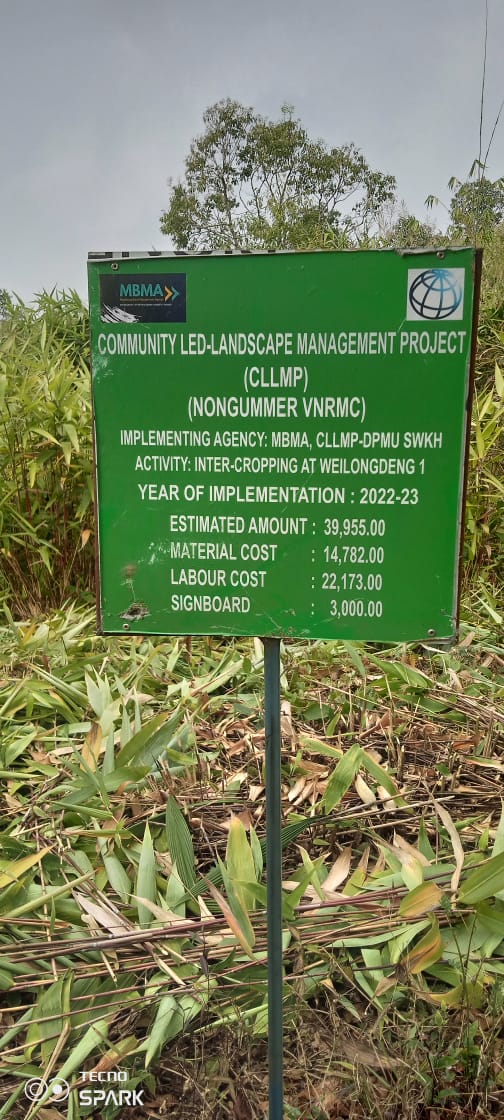 MBMA
COMMUNITY LED-LANDSCAPE MANAGEMENT PROJECT
(CLLMP)
(NONGUMMER VNRMC)
IMPLEMENTING AGENCY: MBMA, CLLMP-DPMU SWKH
ACTIVITY: INTER-CROPPING AT WEILONGDENG 1
YEAR OF IMPLEMENTATION : 2022-23
ESTIMATED AMOUNT : 39,955.00
MATERIAL COST : 14,782.00
LABOUR COST : 22,173.00
SIGNBOARD : 3,000.00
TECNO
SPARK